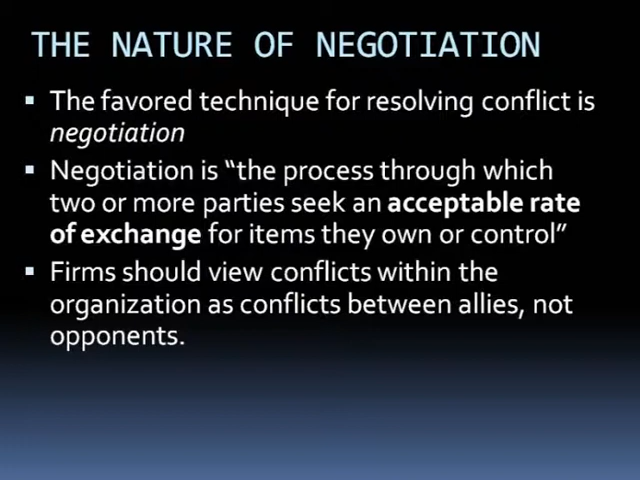 THE NATURE OF NEGOTIATION
▪ The favored technique for resolving conflict is
negotiation
▪ Negotiation is “the process through which
two or more parties seek an acceptable rate
of exchange for items they own or control”
▪ Firms should view conflicts within the
organization as conflicts between allies, not
opponents.